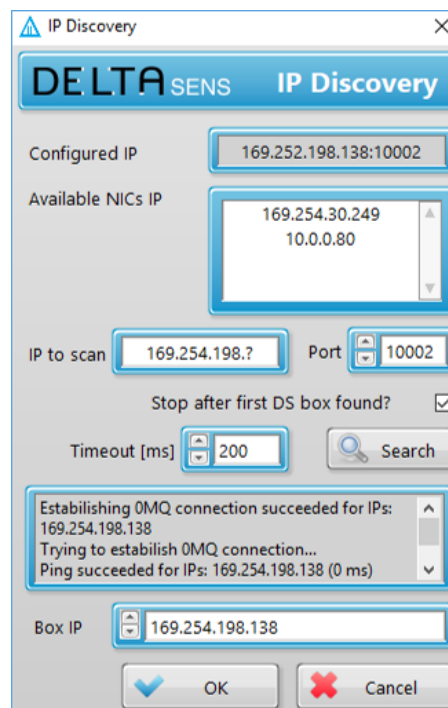 IP Discovery
DELTA SENS IP Discovery
Configured IP 169.252.198.138:10002
Available NICs IP
169.254.30.249
10.0.0.80
IP to scan 169.254.198.? Port 10002
Stop after first DS box found?
Timeout [ms] 200 Search
Estabilishing 0MQ connection succeeded for IPs:
169.254.198.138
Trying to estabilish 0MQ connection...
Ping succeeded for IPs: 169.254.198.138 (0 ms)
Box IP 169.254.198.138
OK Cancel